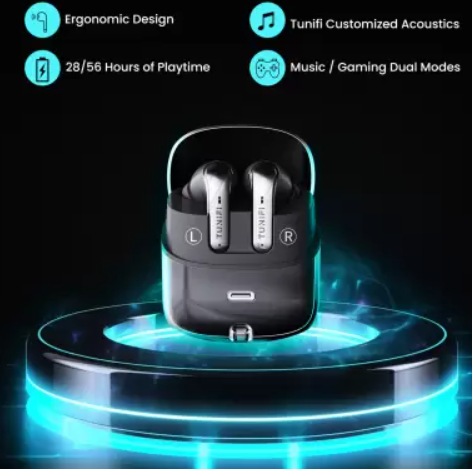 Ergonomic Design
Tunifi Customized Acoustics
28/56 Hours of Playtime
Music / Gaming Dual Modes
TUNIFI
TUNIFI
L
R